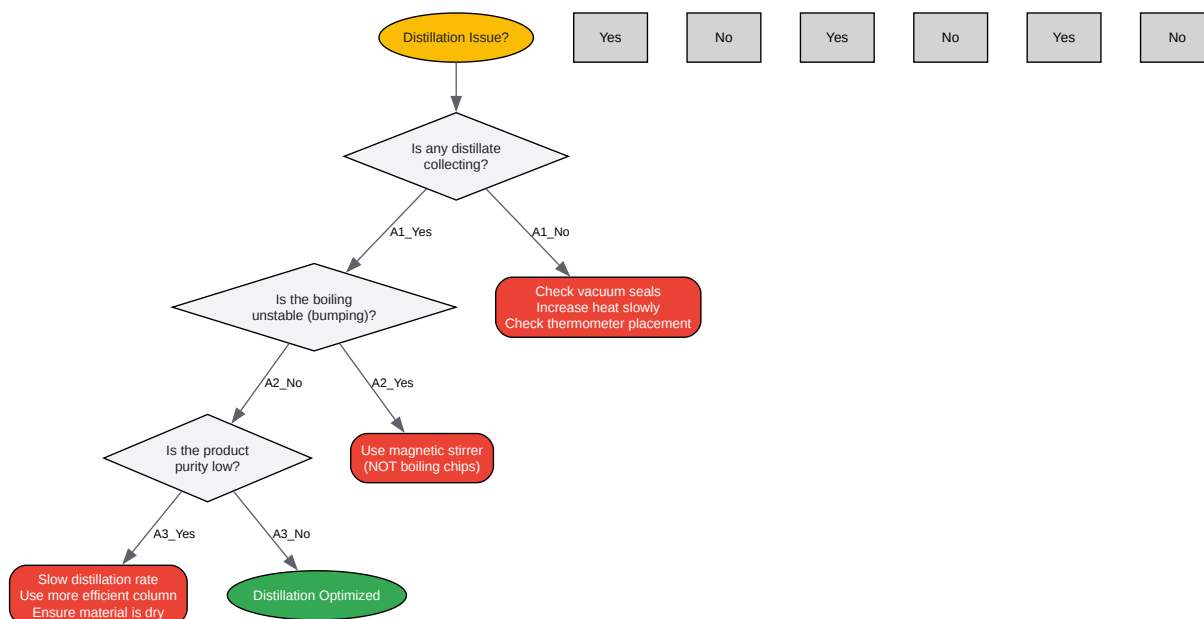 Distillation Issue?
Yes
No
Yes
No
Yes
No
Is any distillate
collecting?
A1_Yes
A1_No
Is the boiling
unstable (bumping)?
Check vacuum seals
Increase heat slowly
Check thermometer placement
A2_No
A2_Yes
Is the product
purity low?
Use magnetic stirrer
(NOT boiling chips)
A3_Yes
A3_No
Slow distillation rate
Use more efficient column
Ensure material is dry
Distillation Optimized